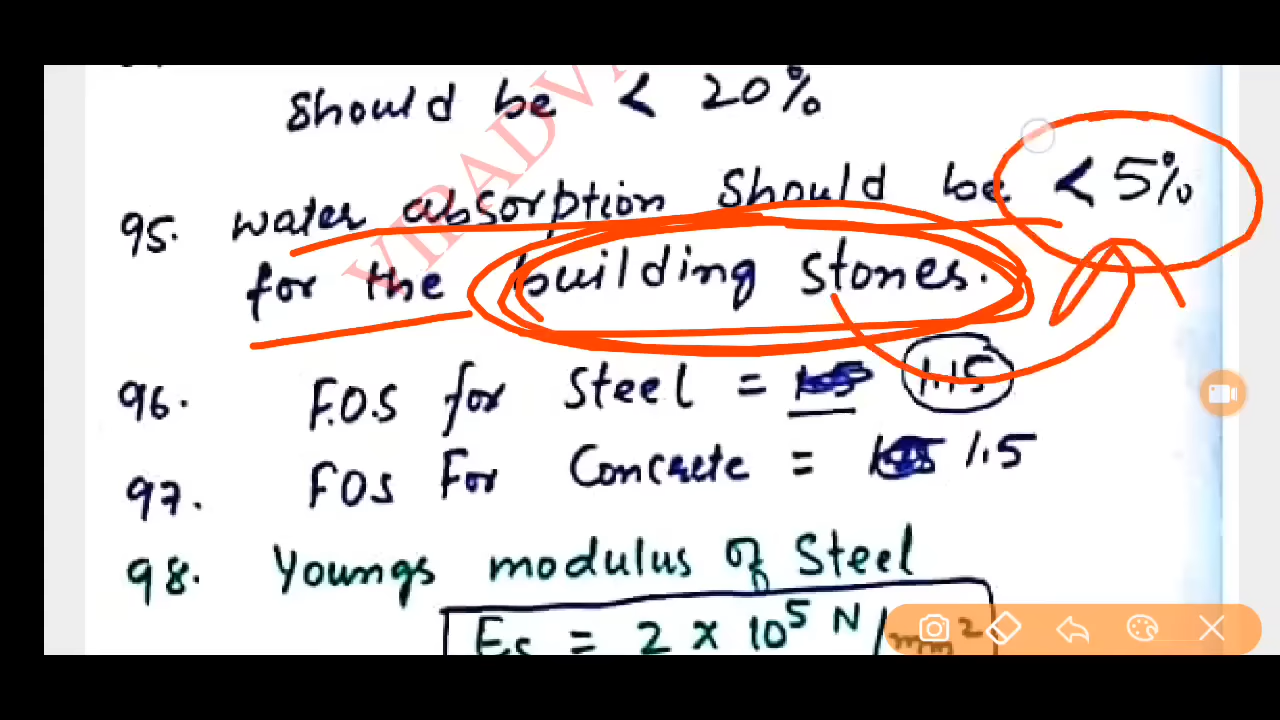 Should be < 20%
95. water absorption should be < 5%
for the building stones.
96. F.O.S for Steel = 1.15
97. FOS For Concrete = 1.5
98. Youngs modulus of Steel
Es = 2 x 10⁵ N/mm²